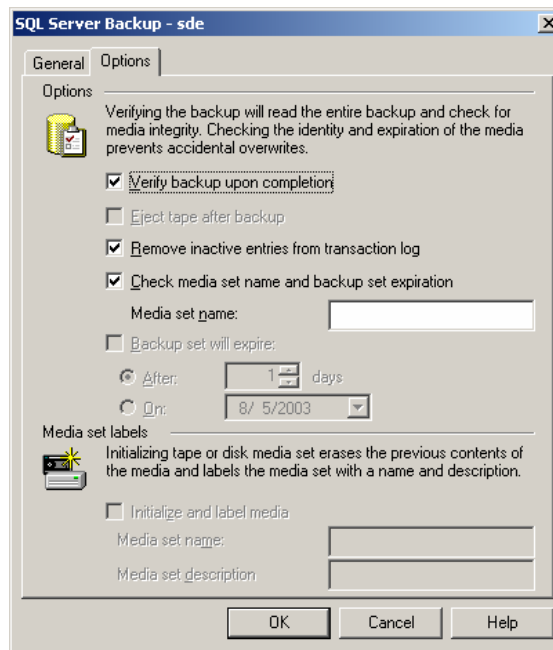 SQL Server Backup - sde
General
Options
Options
Verifying the backup will read the entire backup and check for
media integrity. Checking the identity and expiration of the media
prevents accidental overwrites.
Verify backup upon completion
Eject tape after backup
Remove inactive entries from transaction log
Check media set name and backup set expiration
Media set name:
Backup set will expire:
After: 1 days
On: 8/ 5/2003
Media set labels
Initializing tape or disk media set erases the previous contents of
the media and labels the media set with a name and description.
Initialize and label media
Media set name:
Media set description
OK Cancel Help